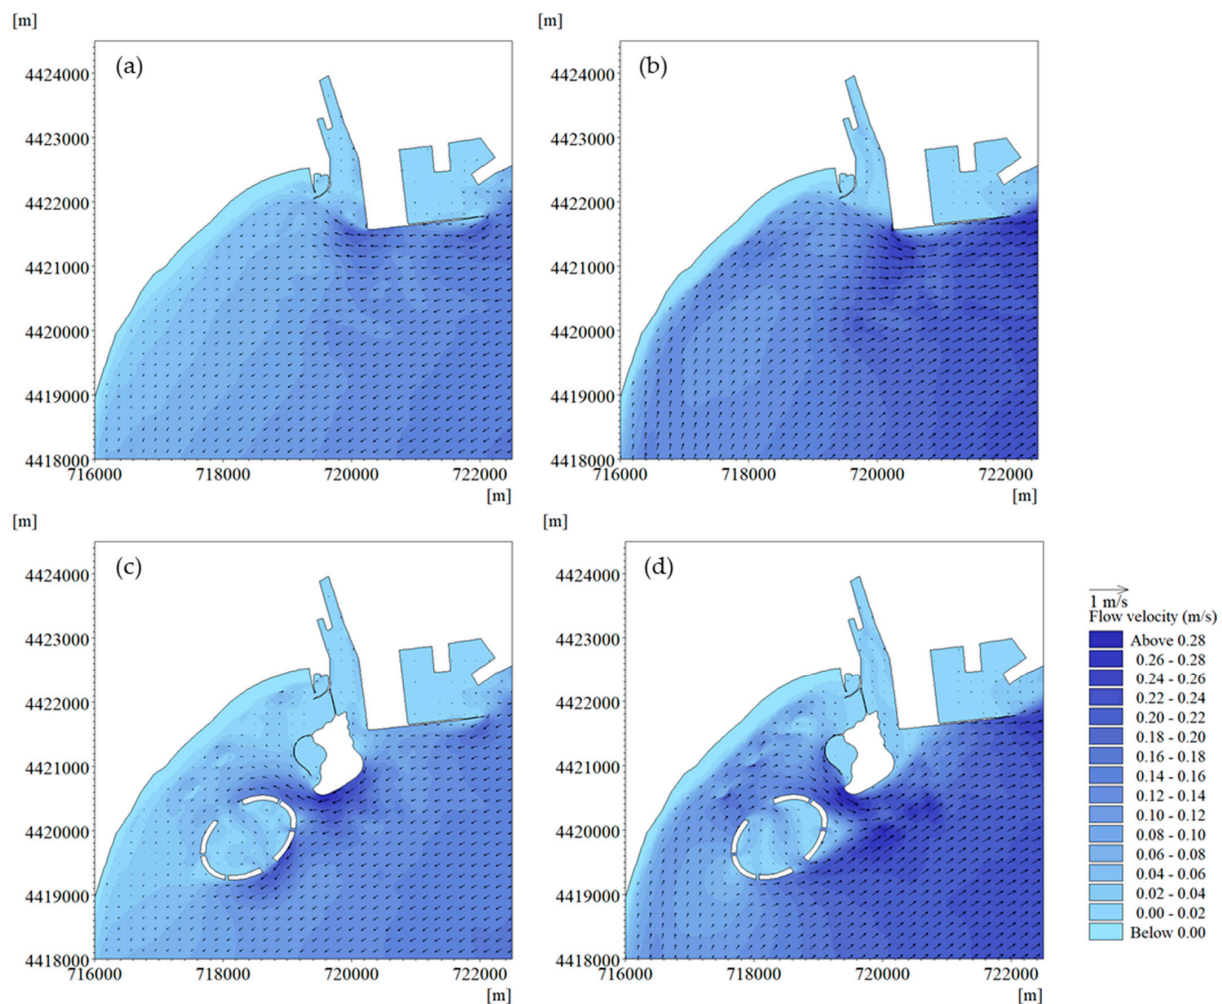 [m]
[m]
(a)
(b)
4424000
4423000
4422000
4421000
4420000
4419000
4418000
4424000
4423000
4422000
4421000
4420000
4419000
4418000
716000
718000
720000
722000
716000
718000
720000
722000
[m]
[m]
[m]
[m]
(c)
(d)
4424000
4423000
4422000
4421000
4420000
4419000
4418000
4424000
4423000
4422000
4421000
4420000
4419000
4418000
716000
718000
720000
722000
716000
718000
720000
722000
[m]
[m]
1 m/s
Flow velocity (m/s)
Above 0.28
0.26 - 0.28
0.24 - 0.26
0.22 - 0.24
0.20 - 0.22
0.18 - 0.20
0.16 - 0.18
0.14 - 0.16
0.12 - 0.14
0.10 - 0.12
0.08 - 0.10
0.06 - 0.08
0.04 - 0.06
0.02 - 0.04
0.00 - 0.02
Below 0.00